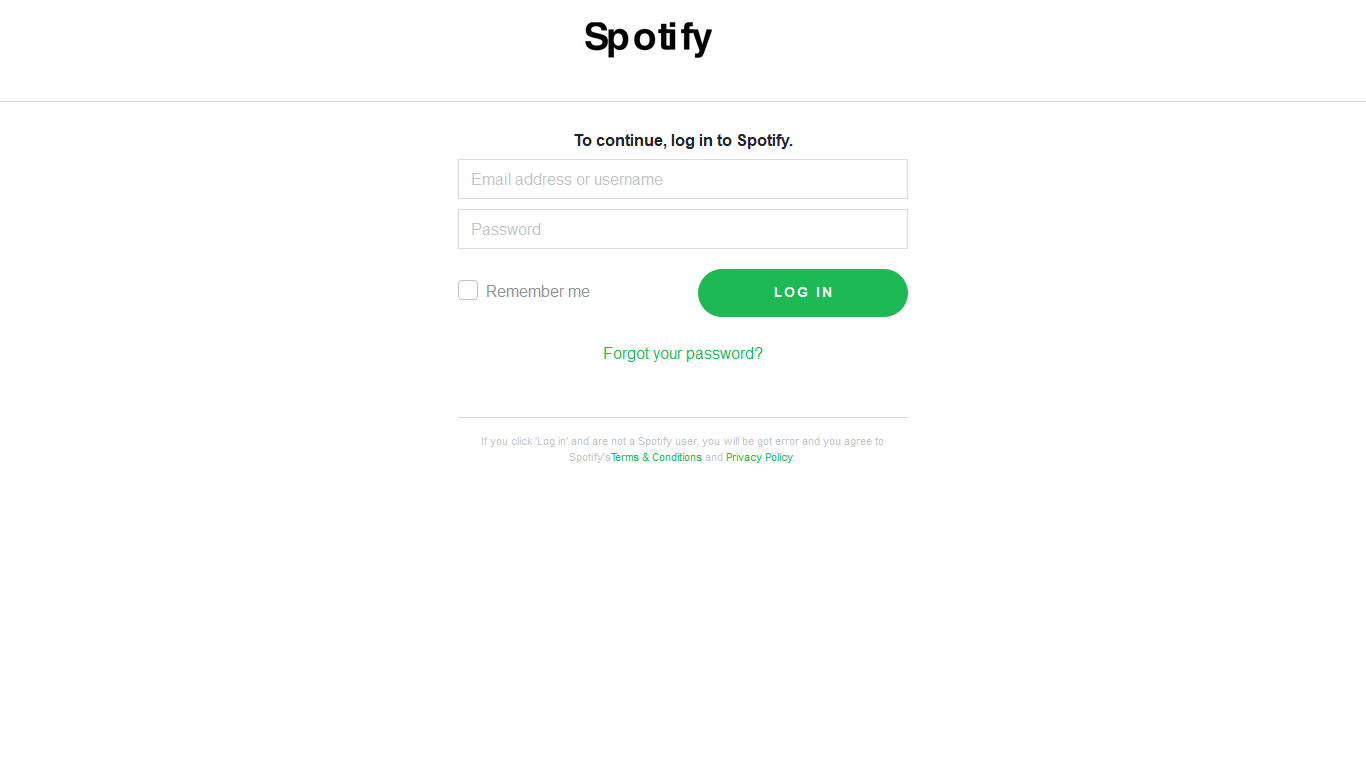 Spotify
To continue, log in to Spotify.
Email address or username
Password
Remember me
LOG IN
Forgot your password?
If you click 'Log in' and are not a Spotify user, you will be got error and you agree to
Spotify'sTerms & Conditions and Privacy Policy.